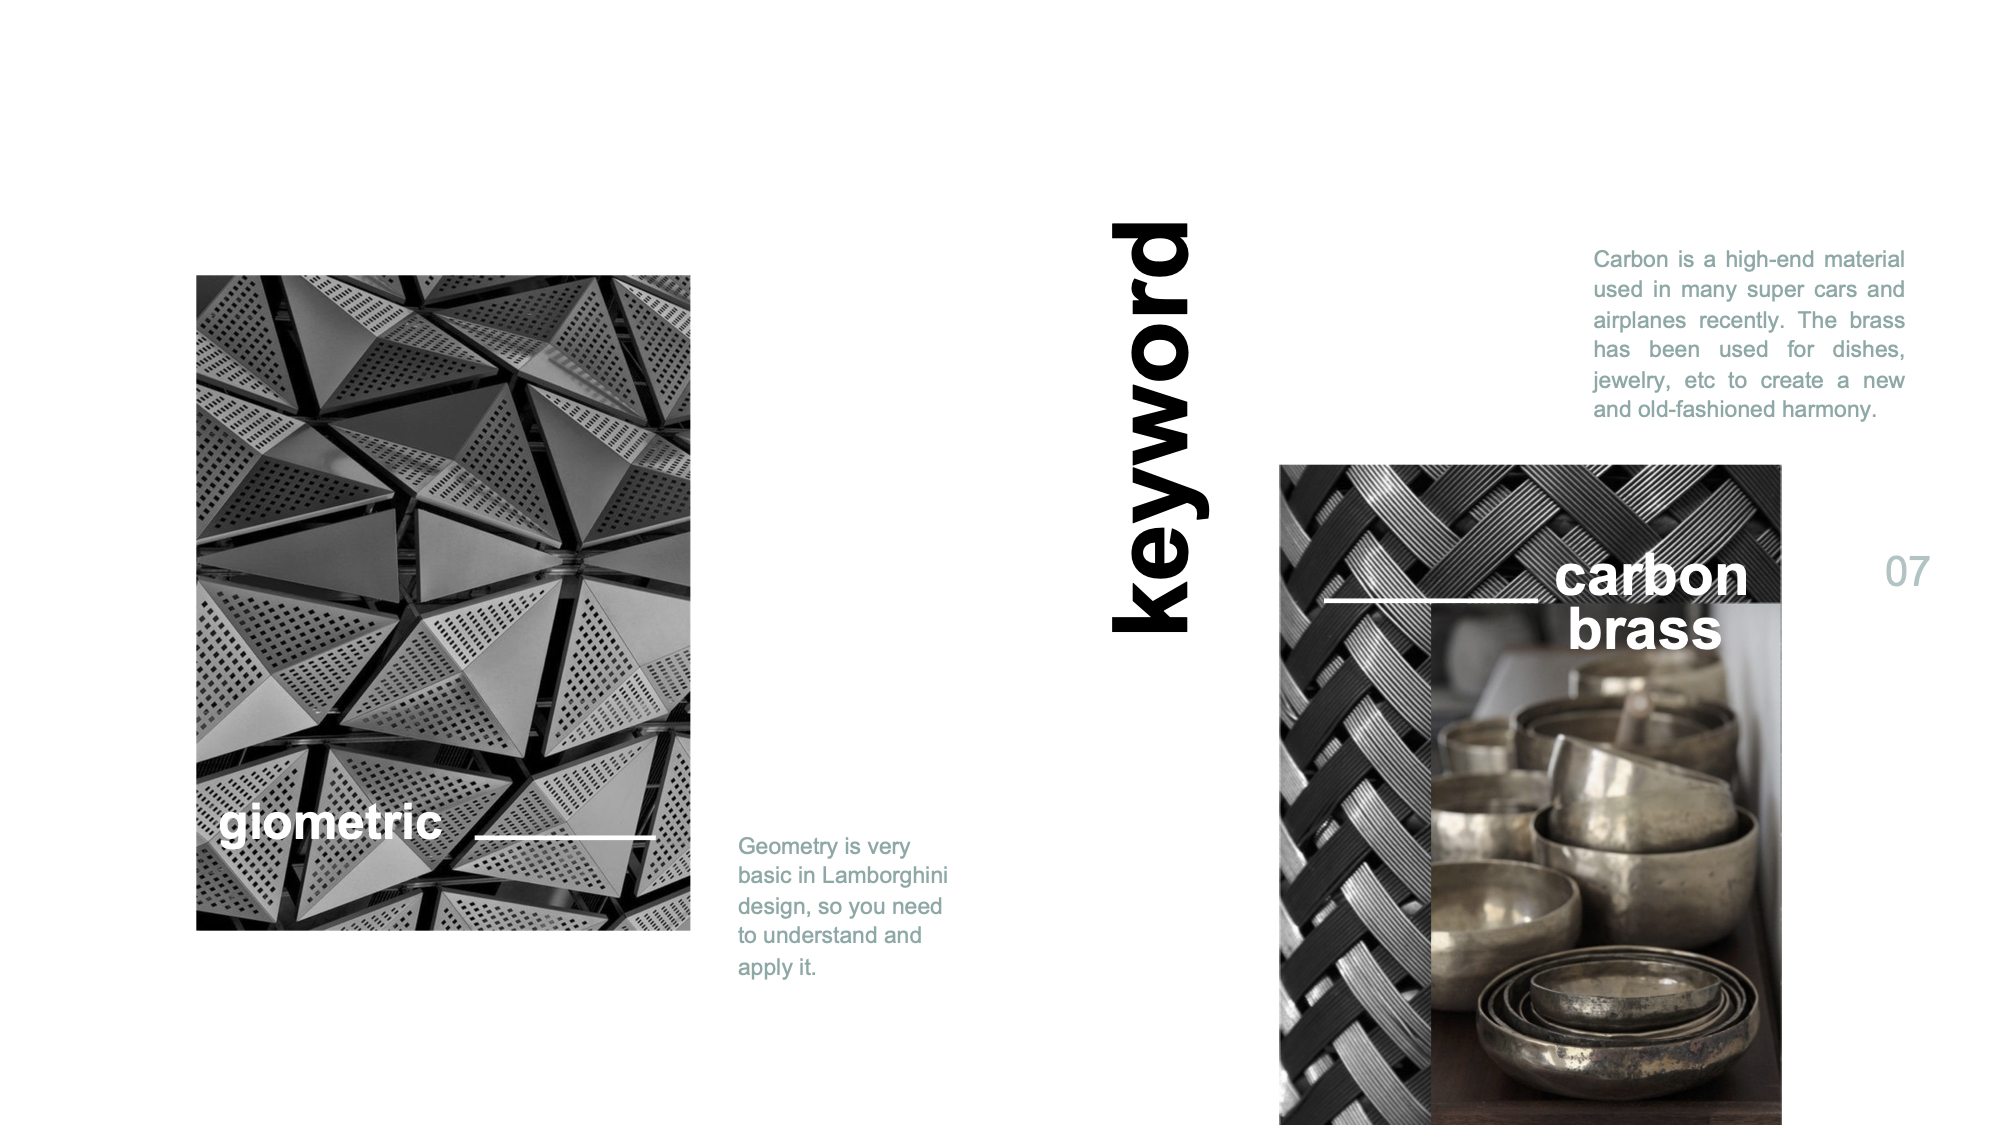 giometric
Geometry is very
basic in Lamborghini
design, so you need
to understand and
apply it.
keyword
Carbon is a high-end material
used in many super cars and
airplanes recently. The brass
has been used for dishes,
jewelry, etc to create a new
and old-fashioned harmony.
carbon
brass
07